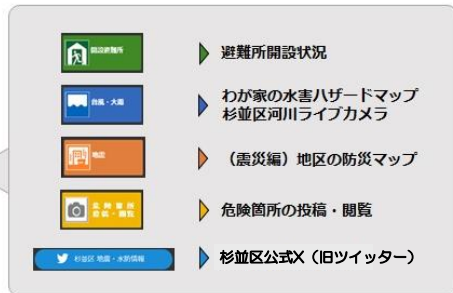 開設避難所
避難所開設状況
台風・大雨
わが家の水害ハザードマップ
杉並区河川ライブカメラ
地震
（震災編）地区の防災マップ
危険箇所
投稿・閲覧
危険箇所の投稿・閲覧
杉並区 地震・水防情報
杉並区公式X（旧ツイッター）